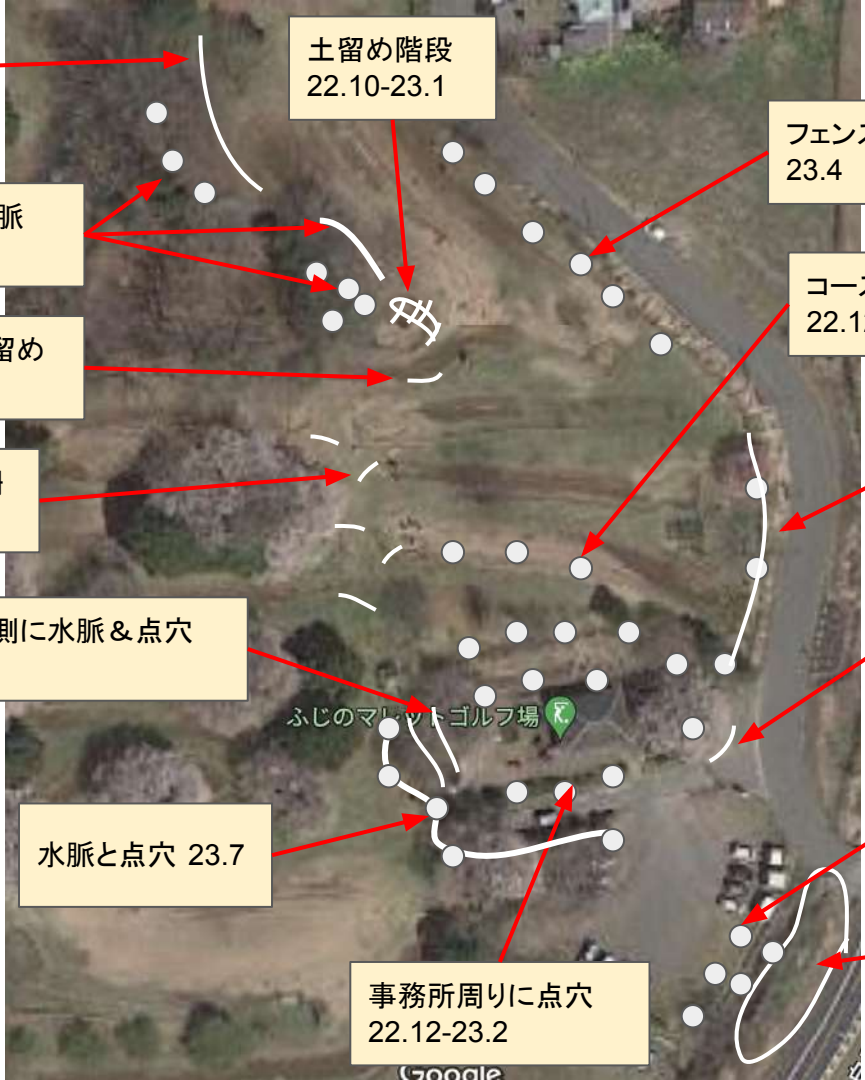 土留め階段
22.10-23.1
フェンス
23.4
脈
コース
22.12
留め
側に水脈＆点穴
ふじのマレットゴルフ場
水脈と点穴 23.7
事務所周りに点穴
22.12-23.2
Google